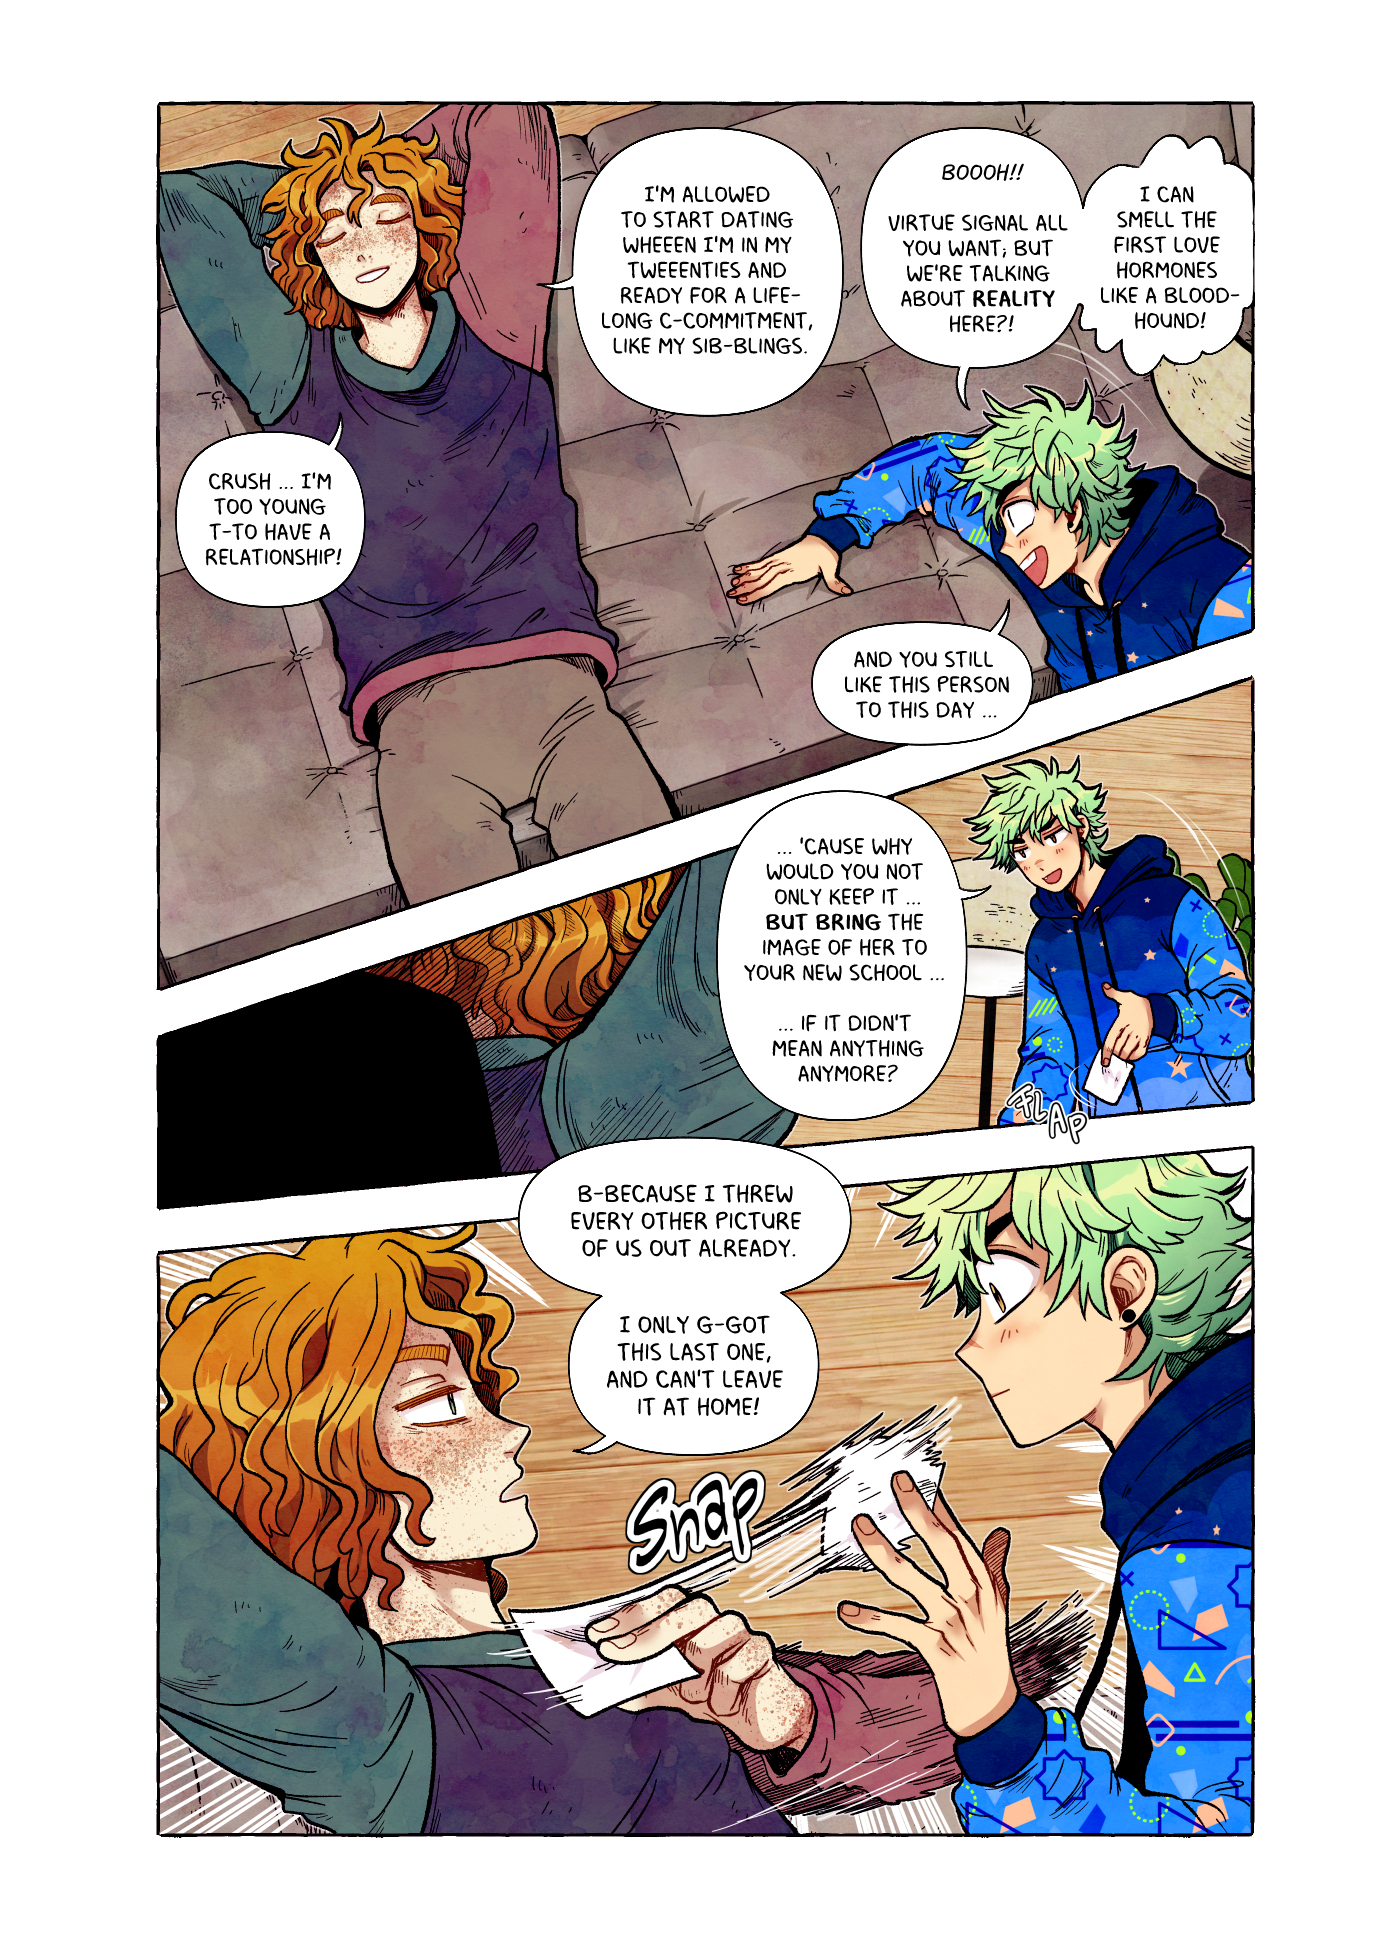 CRUSH ... I'M
TOO YOUNG
T-TO HAVE A
RELATIONSHIP!
I'M ALLOWED
TO START DATING
WHEEEN I'M IN MY
TWEEENTIES AND
READY FOR A LIFE-
LONG C-COMMITMENT,
LIKE MY SIB-BLINGS.
BOOOH!!
VIRTUE SIGNAL ALL
YOU WANT; BUT
WE'RE TALKING
ABOUT REALITY
HERE?!
I CAN
SMELL THE
FIRST LOVE
HORMONES
LIKE A BLOOD-
HOUND!
AND YOU STILL
LIKE THIS PERSON
TO THIS DAY ...
... 'CAUSE WHY
WOULD YOU NOT
ONLY KEEP IT ...
BUT BRING THE
IMAGE OF HER TO
YOUR NEW SCHOOL ...
... IF IT DIDN'T
MEAN ANYTHING
ANYMORE?
FLAP
B-BECAUSE I THREW
EVERY OTHER PICTURE
OF US OUT ALREADY.
I ONLY G-GOT
THIS LAST ONE,
AND CAN'T LEAVE
IT AT HOME!
Snap